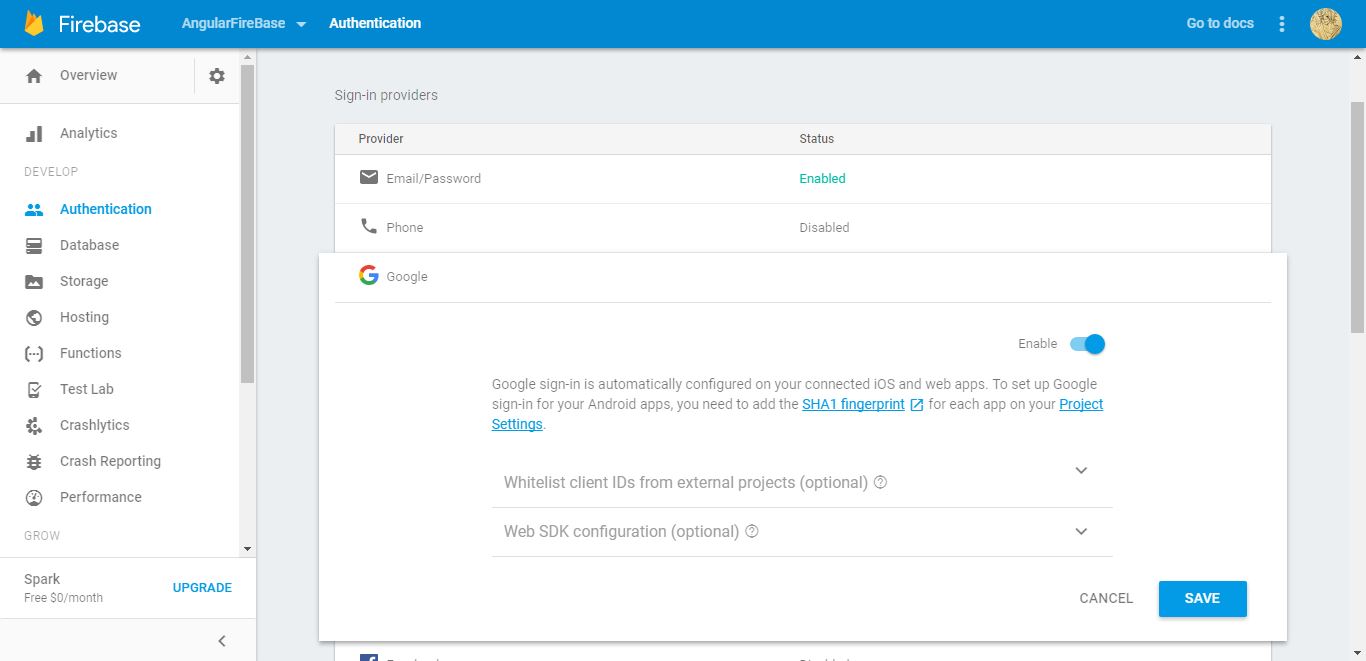 Firebase
AngularFireBase
Authentication
Go to docs
Overview
Analytics
DEVELOP
Authentication
Database
Storage
Hosting
Functions
Test Lab
Crashlytics
Crash Reporting
Performance
GROW
Spark
Free $0/month
UPGRADE
Sign-in providers
Provider Status
Email/Password Enabled
Phone Disabled
Google
Enable
Google sign-in is automatically configured on your connected iOS and web apps. To set up Google
sign-in for your Android apps, you need to add the SHA1 fingerprint for each app on your Project
Settings.
Whitelist client IDs from external projects (optional)
Web SDK configuration (optional)
CANCEL
SAVE